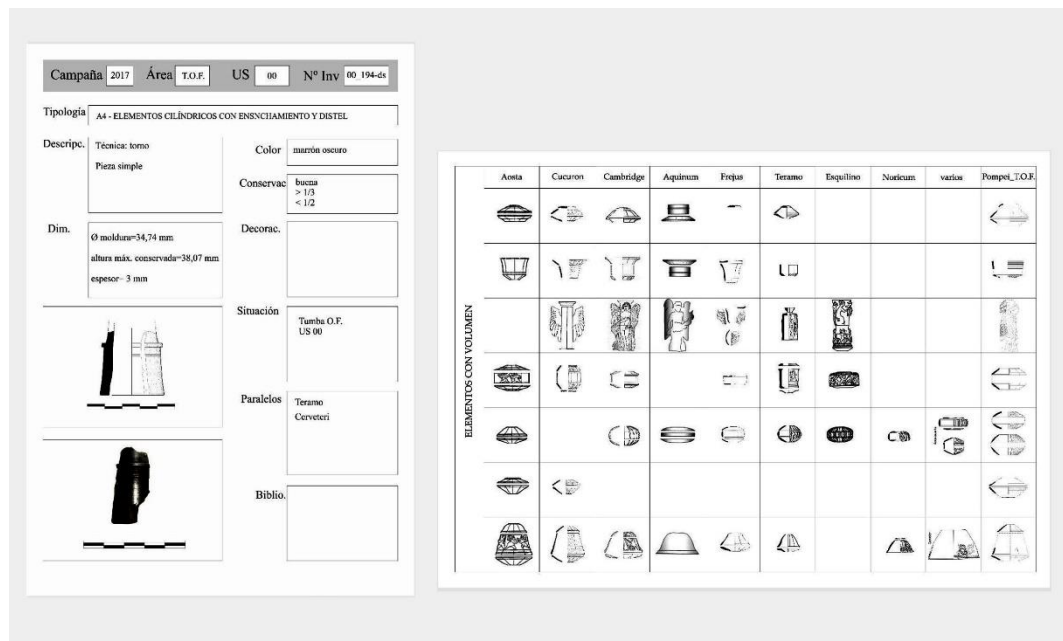 Campaña 2017 Área T.O.F. US 00 Nº Inv 00_194-ds
Tipología A4 - ELEMENTOS CILÍNDRICOS CON ENSNCHAMIENTO Y DISTEL
Descripc. Técnica: torno
Pieza simple
Color marrón oscuro
Conservac buena
> 1/3
< 1/2
Dim. Ø moldura=34,74 mm
altura máx. conservada=38,07 mm
espesor= 3 mm
Decorac.
Situación Tumba O.F.
US 00
Paralelos Teramo
Cerveteri
Biblio.
Aosta Cucuron Cambridge Aquinum Frejus Teramo Esquilino Noricum varios Pompei_T.O.F.
ELEMENTOS CON VOLUMEN